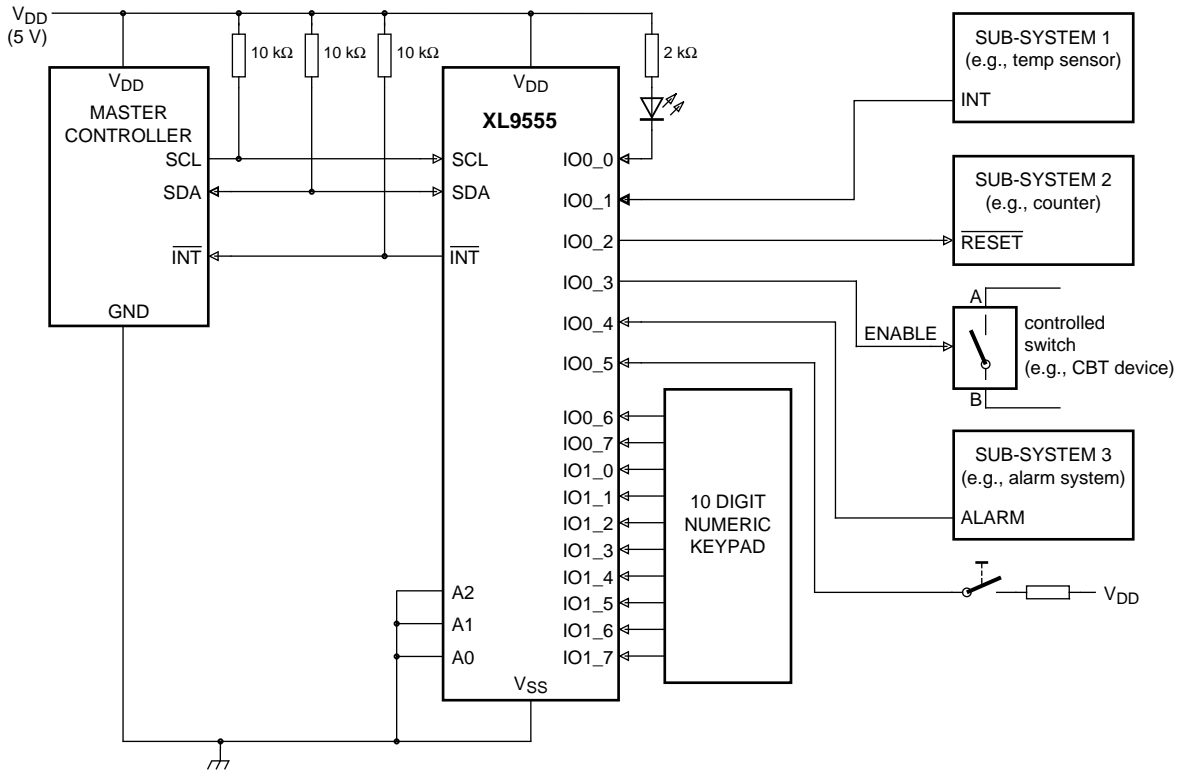 VDD
(5 V)
10 kΩ
10 kΩ
10 kΩ
2 kΩ
VDD
MASTER
CONTROLLER
SCL
SDA
INT
GND
VDD
XL9555
SCL
SDA
INT
A2
A1
A0
VSS
IO0_0
IO0_1
IO0_2
IO0_3
IO0_4
IO0_5
IO0_6
IO0_7
IO1_0
IO1_1
IO1_2
IO1_3
IO1_4
IO1_5
IO1_6
IO1_7
10 DIGIT
NUMERIC
KEYPAD
SUB-SYSTEM 1
(e.g., temp sensor)
INT
SUB-SYSTEM 2
(e.g., counter)
RESET
A
ENABLE
B
controlled
switch
(e.g., CBT device)
SUB-SYSTEM 3
(e.g., alarm system)
ALARM
VDD